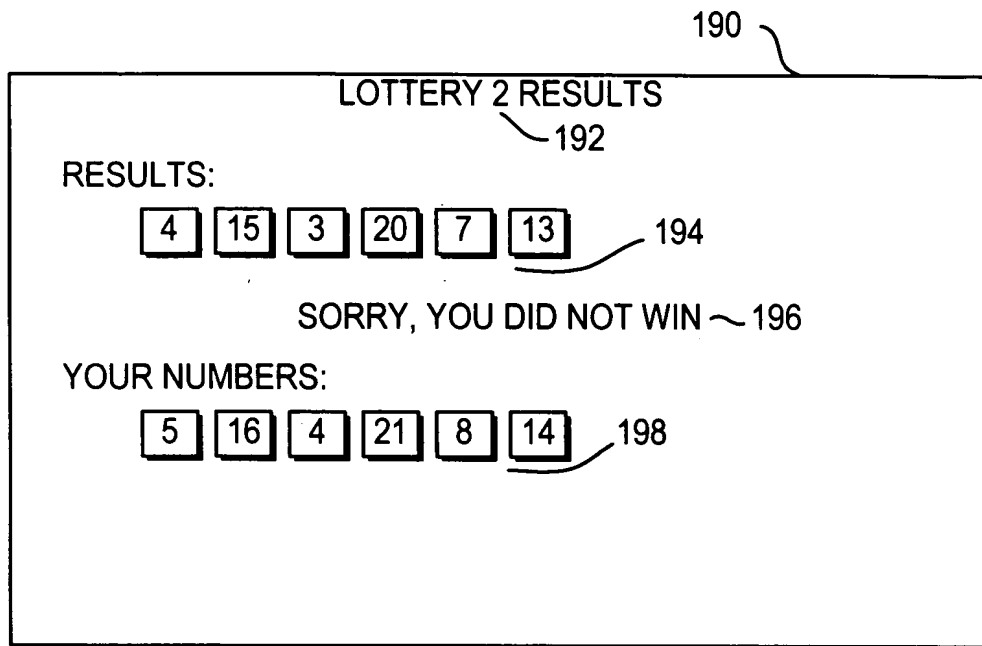 190
LOTTERY 2 RESULTS
192
RESULTS:
4 15 3 20 7 13 194
SORRY, YOU DID NOT WIN 196
YOUR NUMBERS:
5 16 4 21 8 14 198